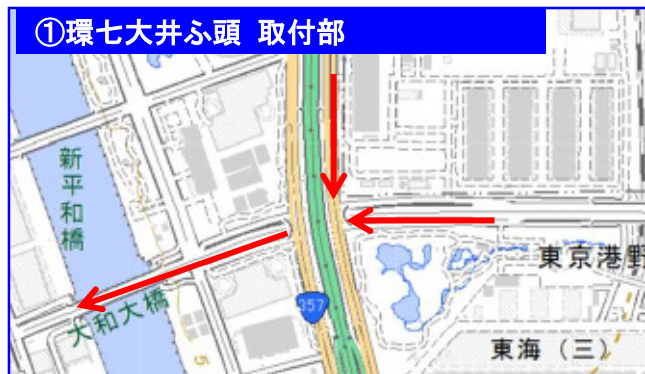 ①環七大井ふ頭 取付部
新平和橋
大和大橋
357
5
東京港野
東海（三）